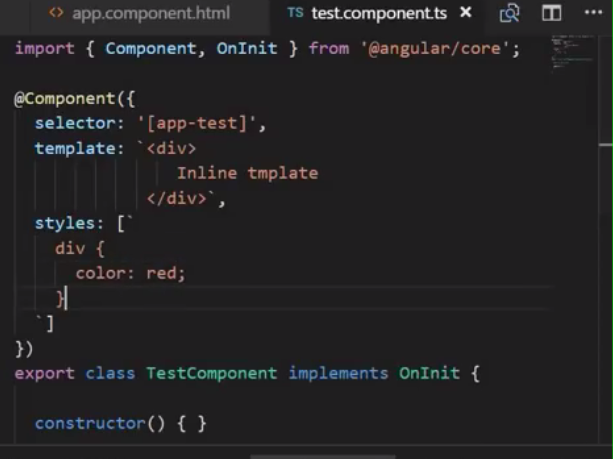 <> app.component.html TS test.component.ts ×
import { Component, OnInit } from '@angular/core';
@Component({
  selector: '[app-test]',
  template: `<div>
              Inline tmplate
           </div>`,
  styles: [`
    div {
      color: red;
    }
  `]
})
export class TestComponent implements OnInit {
  constructor() { }